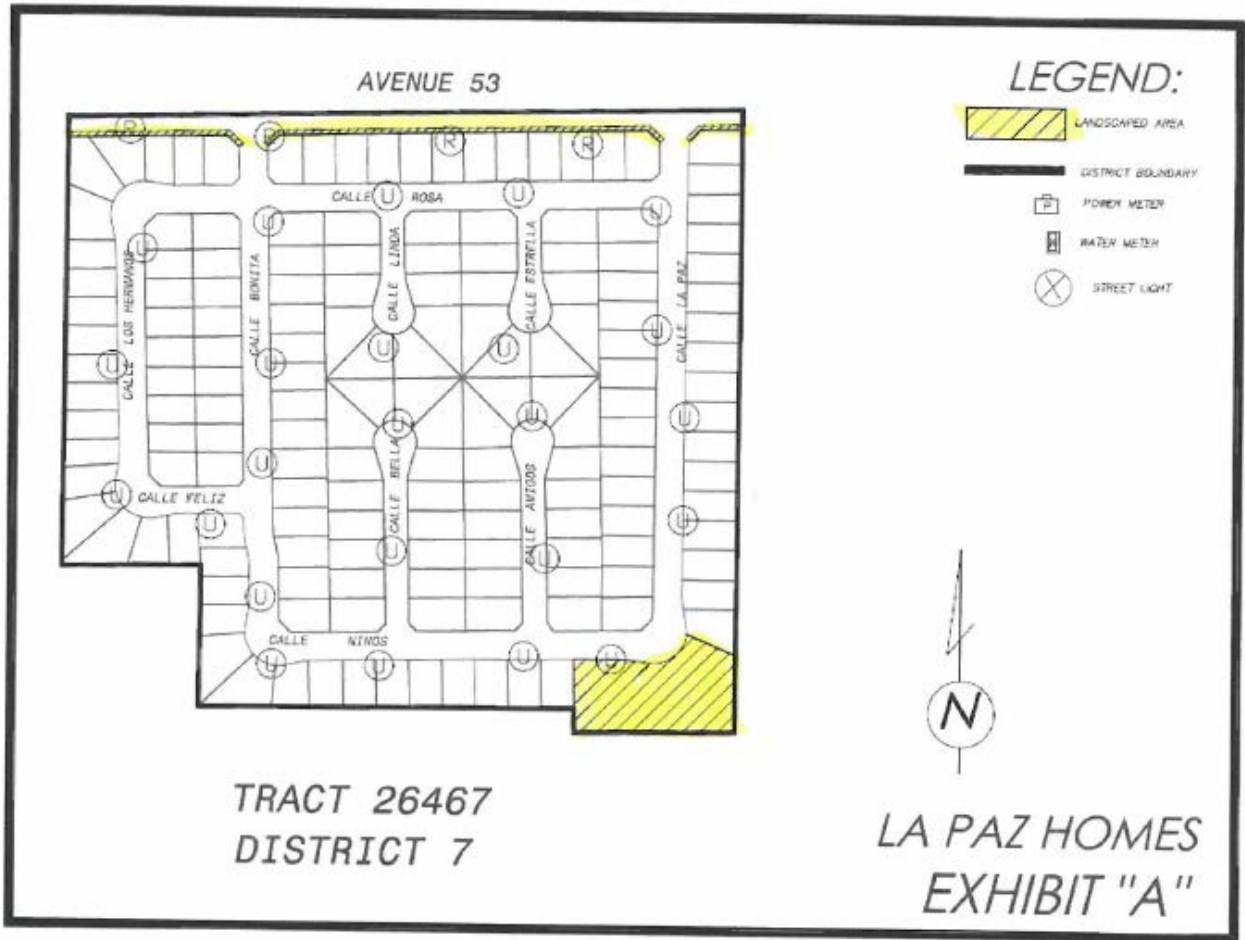 AVENUE 53
LEGEND:
LANDSCAPED AREA
DISTRICT BOUNDARY
P
POWER METER
WATER METER
STREET LIGHT
R
R
R
R
CALLE U ROSA
U
U
U
U
CALLE LOS HERMANOS
CALLE BONITA
CALLE LINDA
CALLE ESTRELLA
CALLE LA PAZ
U
U
U
U
U
U
U
U
U
U
CALLE BELLA
CALLE AMIGOS
U
CALLE FELIZ
U
U
U
U
U
CALLE NINOS
U
U
U
U
N
TRACT 26467
DISTRICT 7
LA PAZ HOMES
EXHIBIT "A"